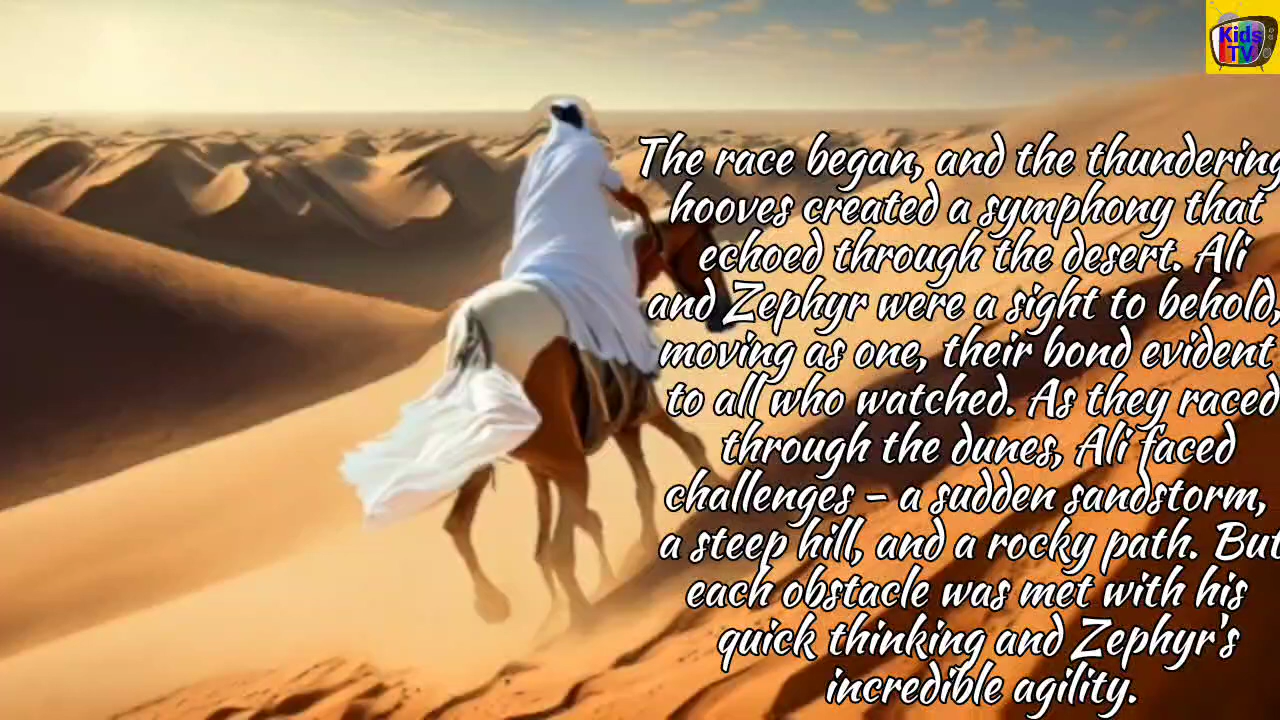 Kids
TV
The race began, and the thundering
hooves created a symphony that
echoed through the desert. Ali
and Zephyr were a sight to behold,
moving as one, their bond evident
to all who watched. As they raced
through the dunes, Ali faced
challenges – a sudden sandstorm,
a steep hill, and a rocky path. But
each obstacle was met with his
quick thinking and Zephyr's
incredible agility.